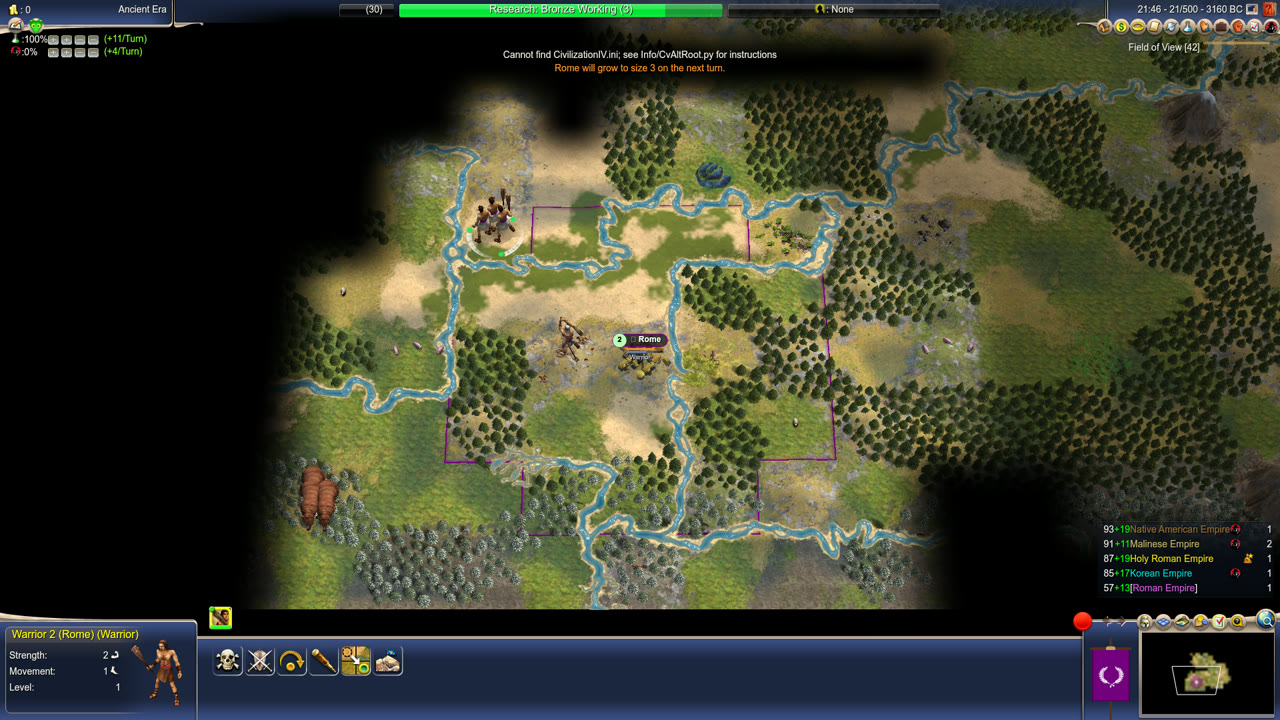 : 0
Ancient Era
(30)
Research: Bronze Working (3)
: None
21:46 - 21/500 - 3160 BC
:100%
(+11/Turn)
:0%
(+4/Turn)
Field of View [42]
Cannot find CivilizationIV.ini; see Info/CvAltRoot.py for instructions
Rome will grow to size 3 on the next turn.
2 Rome
Warrior
93+19Native American Empire 1
91+11Malinese Empire 2
87+19Holy Roman Empire 1
85+17Korean Empire 1
57+13[Roman Empire] 1
Warrior 2 (Rome) (Warrior)
Strength: 2
Movement: 1
Level: 1